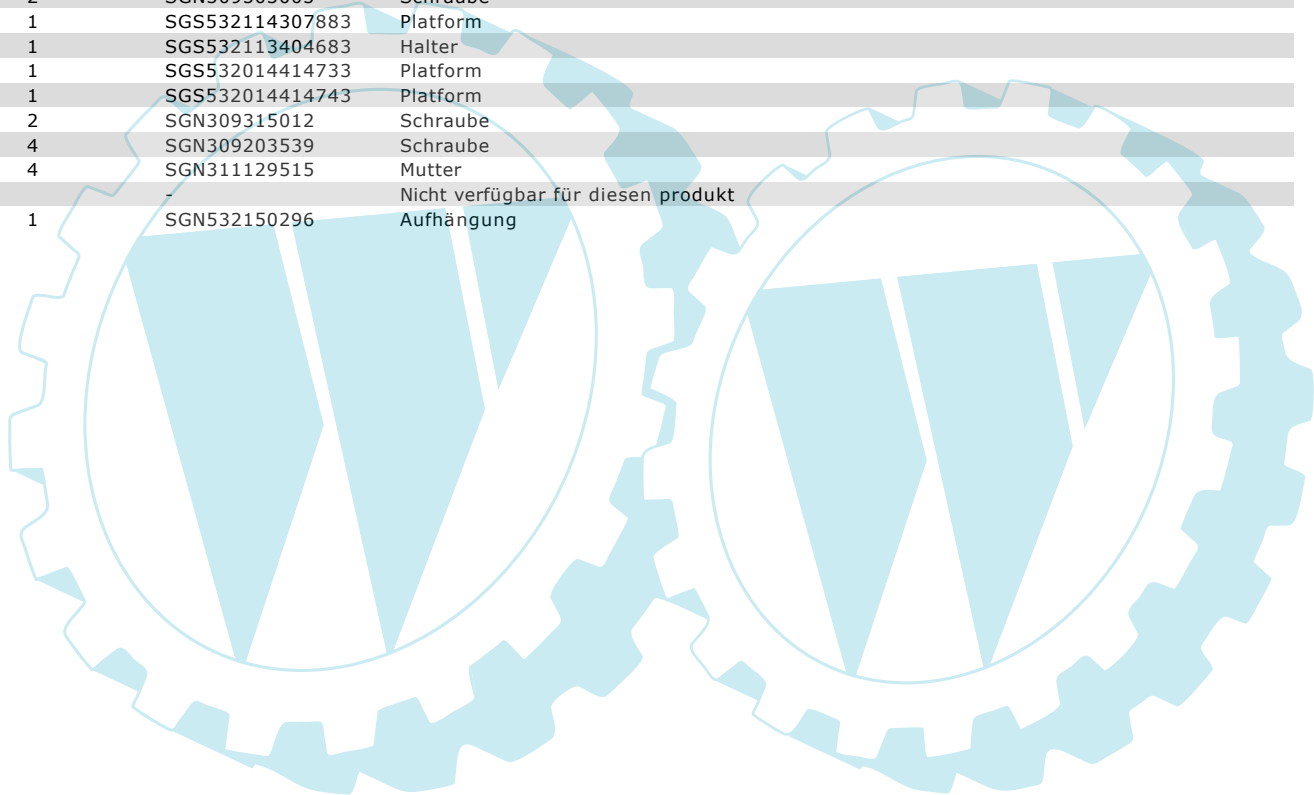 1 SGS532114307883 Platform
1 SGS532113404683 Halter
1 SGS532014414733 Platform
1 SGS532014414743 Platform
2 SGN309315012 Schraube
4 SGN309203539 Schraube
4 SGN311129515 Mutter
- Nicht verfügbar für diesen produkt
1 SGN532150296 Aufhängung